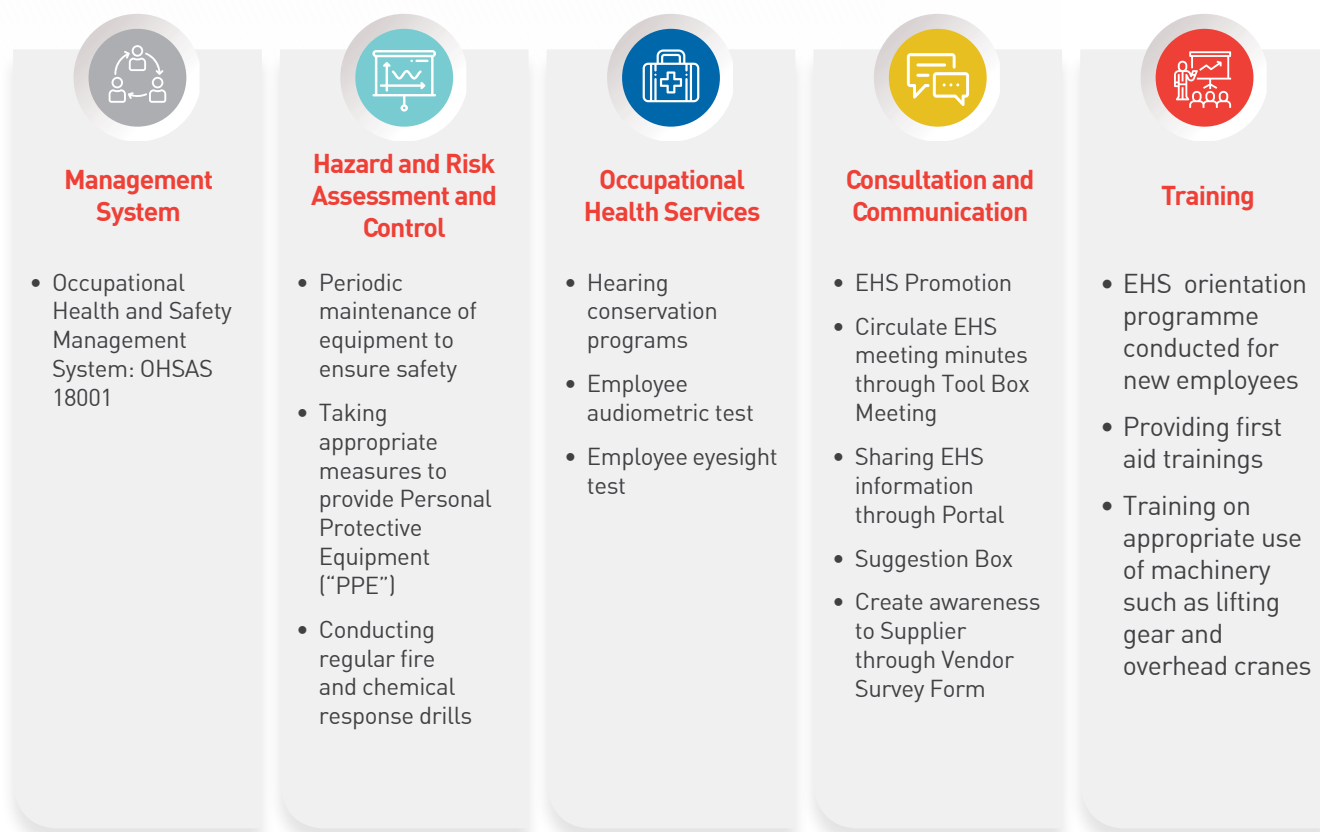 Management
System
• Occupational
Health and Safety
Management
System: OHSAS
18001
Hazard and Risk
Assessment and
Control
• Periodic
maintenance of
equipment to
ensure safety
• Taking
appropriate
measures to
provide Personal
Protective
Equipment
(“PPE”)
• Conducting
regular fire
and chemical
response drills
Occupational
Health Services
• Hearing
conservation
programs
• Employee
audiometric test
• Employee eyesight
test
Consultation and
Communication
• EHS Promotion
• Circulate EHS
meeting minutes
through Tool Box
Meeting
• Sharing EHS
information
through Portal
• Suggestion Box
• Create awareness
to Supplier
through Vendor
Survey Form
Training
• EHS orientation
programme
conducted for
new employees
• Providing first
aid trainings
• Training on
appropriate use
of machinery
such as lifting
gear and
overhead cranes